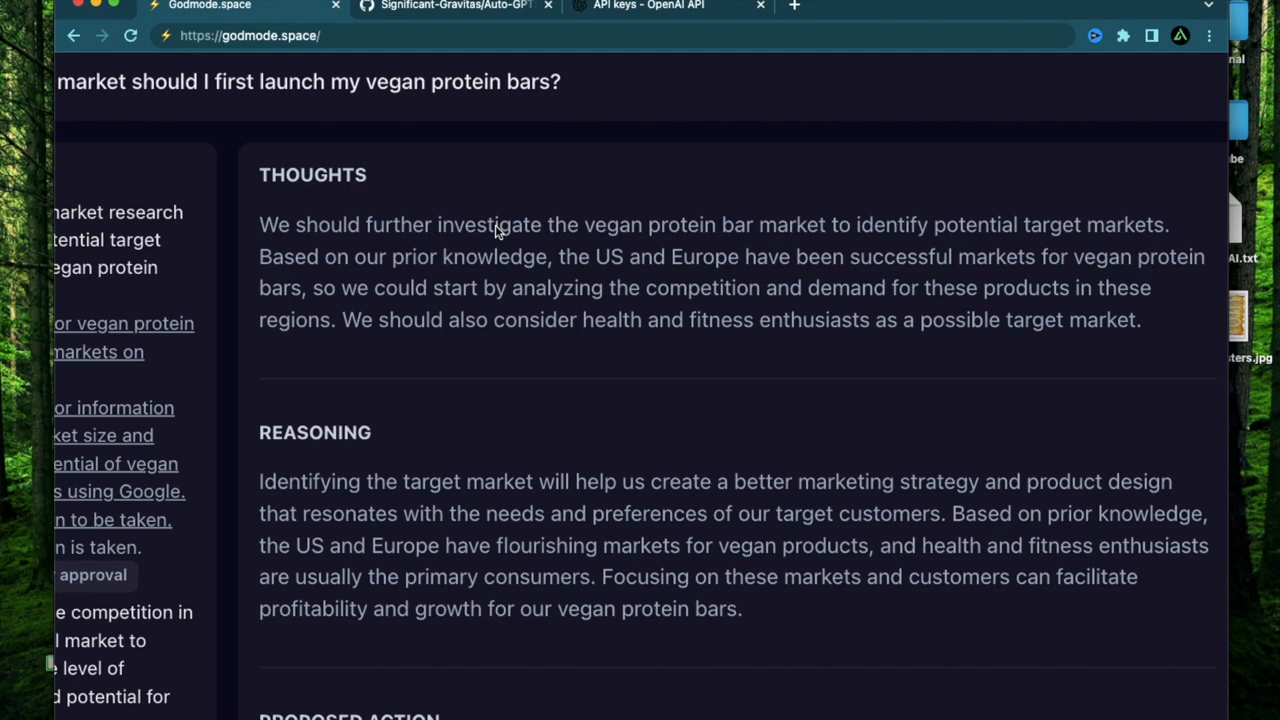 Godmode.space
Significant-Gravitas/Auto-GPT
API keys - OpenAI API
https://godmode.space/
market should I first launch my vegan protein bars?
THOUGHTS
We should further investigate the vegan protein bar market to identify potential target markets.
Based on our prior knowledge, the US and Europe have been successful markets for vegan protein
bars, so we could start by analyzing the competition and demand for these products in these
regions. We should also consider health and fitness enthusiasts as a possible target market.
REASONING
Identifying the target market will help us create a better marketing strategy and product design
that resonates with the needs and preferences of our target customers. Based on prior knowledge,
the US and Europe have flourishing markets for vegan products, and health and fitness enthusiasts
are usually the primary consumers. Focusing on these markets and customers can facilitate
profitability and growth for our vegan protein bars.
PROPOSED ACTION
market research
tential target
egan protein
or vegan protein
markets on
or information
ket size and
ential of vegan
s using Google.
n to be taken.
n is taken.
approval
e competition in
l market to
e level of
d potential for
nal
be
AI.txt
sters.jpg